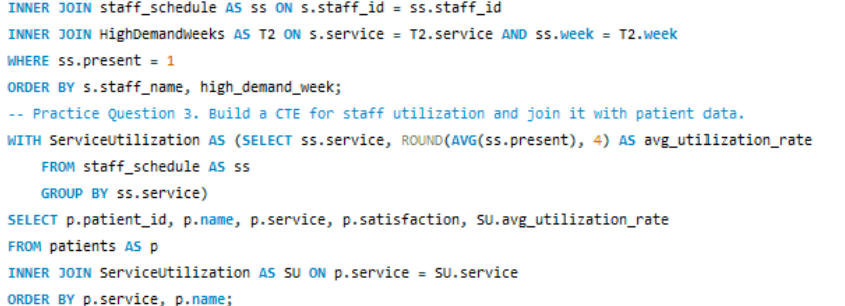 INNER JOIN staff_schedule AS ss ON s.staff_id = ss.staff_id
INNER JOIN HighDemandWeeks AS T2 ON s.service = T2.service AND ss.week = T2.week
WHERE ss.present = 1
ORDER BY s.staff_name, high_demand_week;
-- Practice Question 3. Build a CTE for staff utilization and join it with patient data.
WITH ServiceUtilization AS (SELECT ss.service, ROUND(AVG(ss.present), 4) AS avg_utilization_rate
    FROM staff_schedule AS ss
    GROUP BY ss.service)
SELECT p.patient_id, p.name, p.service, p.satisfaction, SU.avg_utilization_rate
FROM patients AS p
INNER JOIN ServiceUtilization AS SU ON p.service = SU.service
ORDER BY p.service, p.name;